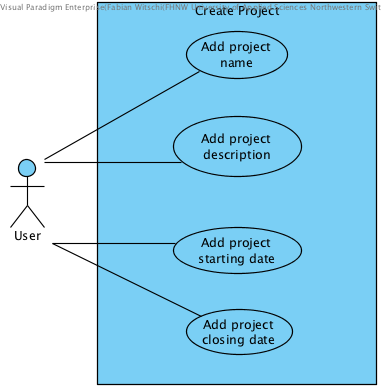 Visual Paradigm Enterprise(Fabian Witschi(FHNW University of Applied Sciences Northwestern Swit
Create Project
Add project
name
Add project
description
User
Add project
starting date
Add project
closing date